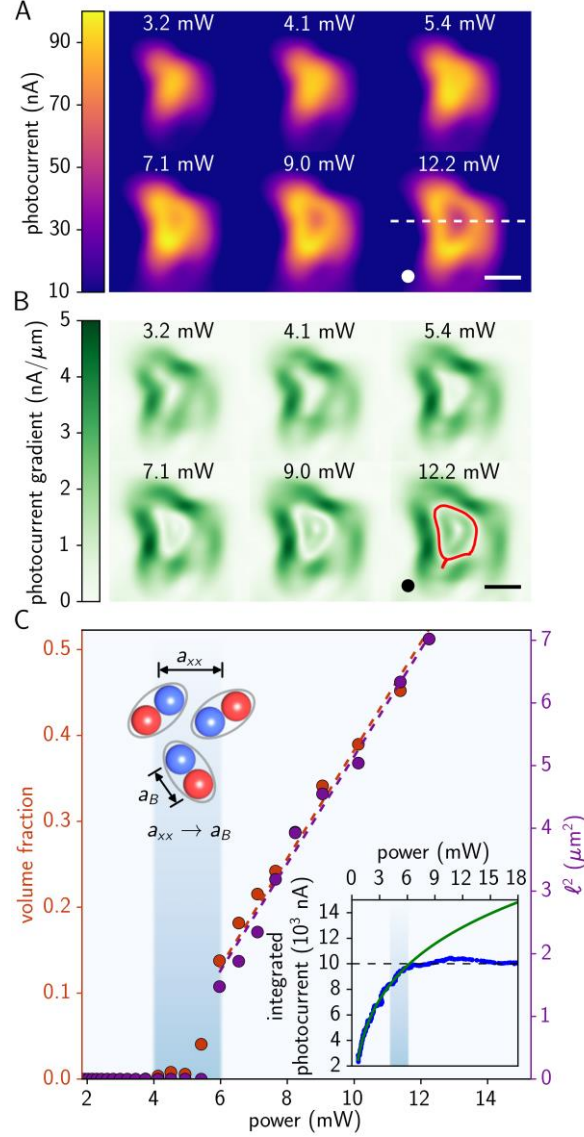 A
3.2 mW 4.1 mW 5.4 mW
7.1 mW 9.0 mW 12.2 mW
photocurrent (nA)
90
70
50
30
10
B
3.2 mW 4.1 mW 5.4 mW
7.1 mW 9.0 mW 12.2 mW
photocurrent gradient (nA/μm)
5
4
3
2
1
0
C
volume fraction
0.5
0.4
0.3
0.2
0.1
0.0
a_xx
a_B
a_xx → a_B
power (mW)
0 3 6 9 12 15 18
integrated
photocurrent (10³ nA)
14
12
10
8
6
4
2
7
6
5
4
3
2
1
0
ℓ² (μm²)
2 4 6 8 10 12 14
power (mW)